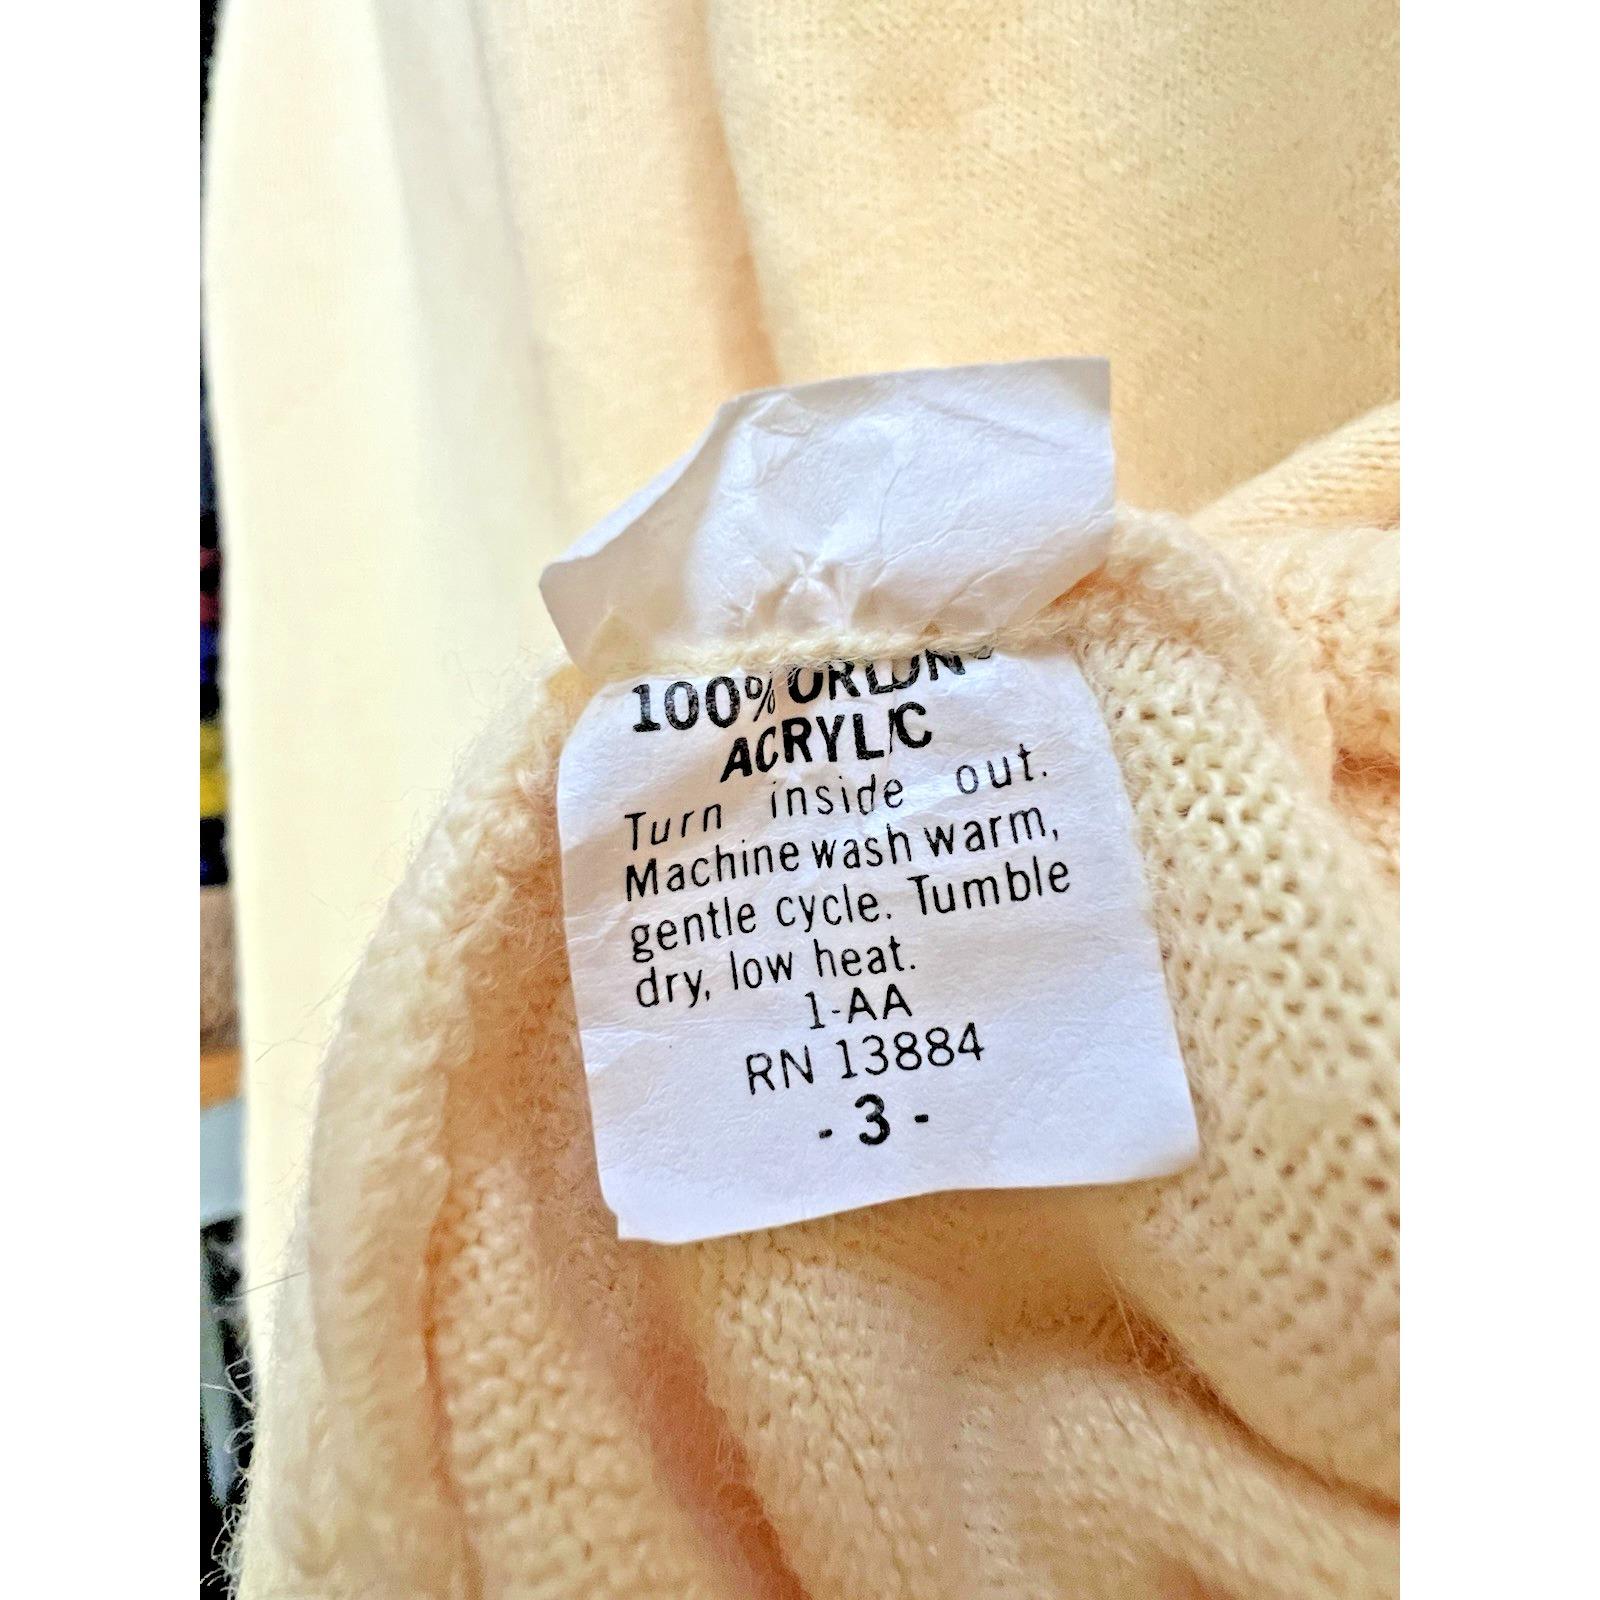 100% ORLON®
ACRYLIC
Turn inside out.
Machine wash warm,
gentle cycle. Tumble
dry, low heat.
1-AA
RN 13884
- 3 -